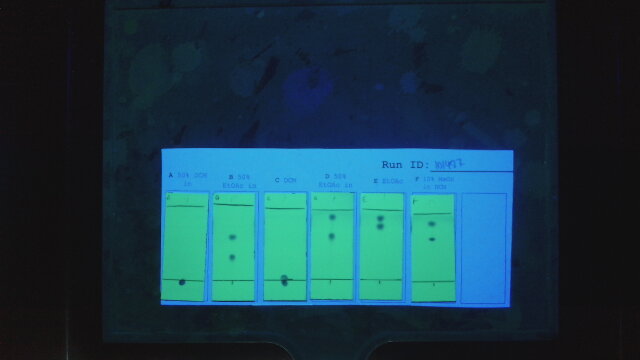 Run ID:
A 50% DCM in
B 50% EtOAc in
C DCM
D 50% EtOAc in
E EtOAc
F 10% MeOH in DCM